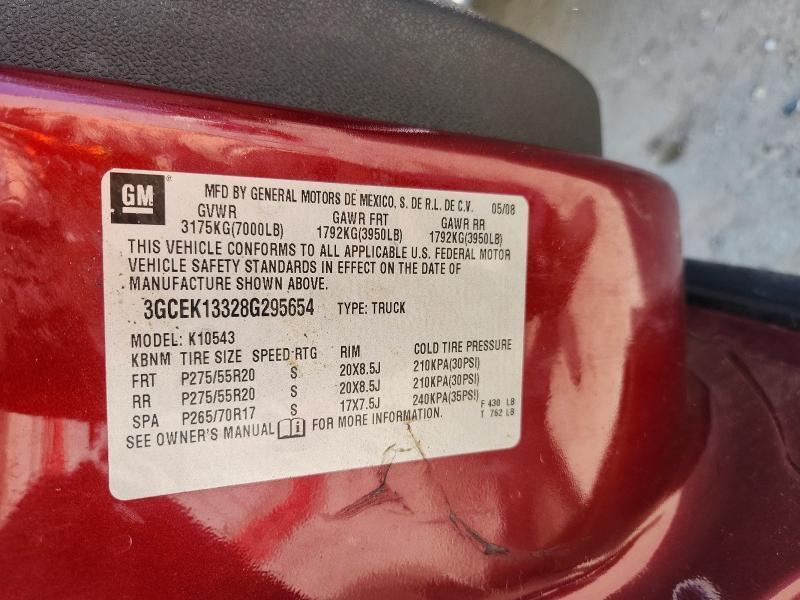 GM MFD BY GENERAL MOTORS DE MEXICO, S. DE R.L. DE C.V. 05/08
GVWR GAWR FRT GAWR RR
3175KG(7000LB) 1792KG(3950LB) 1792KG(3950LB)
THIS VEHICLE CONFORMS TO ALL APPLICABLE U.S. FEDERAL MOTOR
VEHICLE SAFETY STANDARDS IN EFFECT ON THE DATE OF
MANUFACTURE SHOWN ABOVE.
3GCEK13328G295654 TYPE: TRUCK
MODEL: K10543
KBNM TIRE SIZE SPEED RTG RIM COLD TIRE PRESSURE
FRT P275/55R20 S 20X8.5J 210KPA(30PSI)
RR P275/55R20 S 20X8.5J 210KPA(30PSI)
SPA P265/70R17 S 17X7.5J 240KPA(35PSI) F 430 LB
T 762 LB
SEE OWNER'S MANUAL FOR MORE INFORMATION.